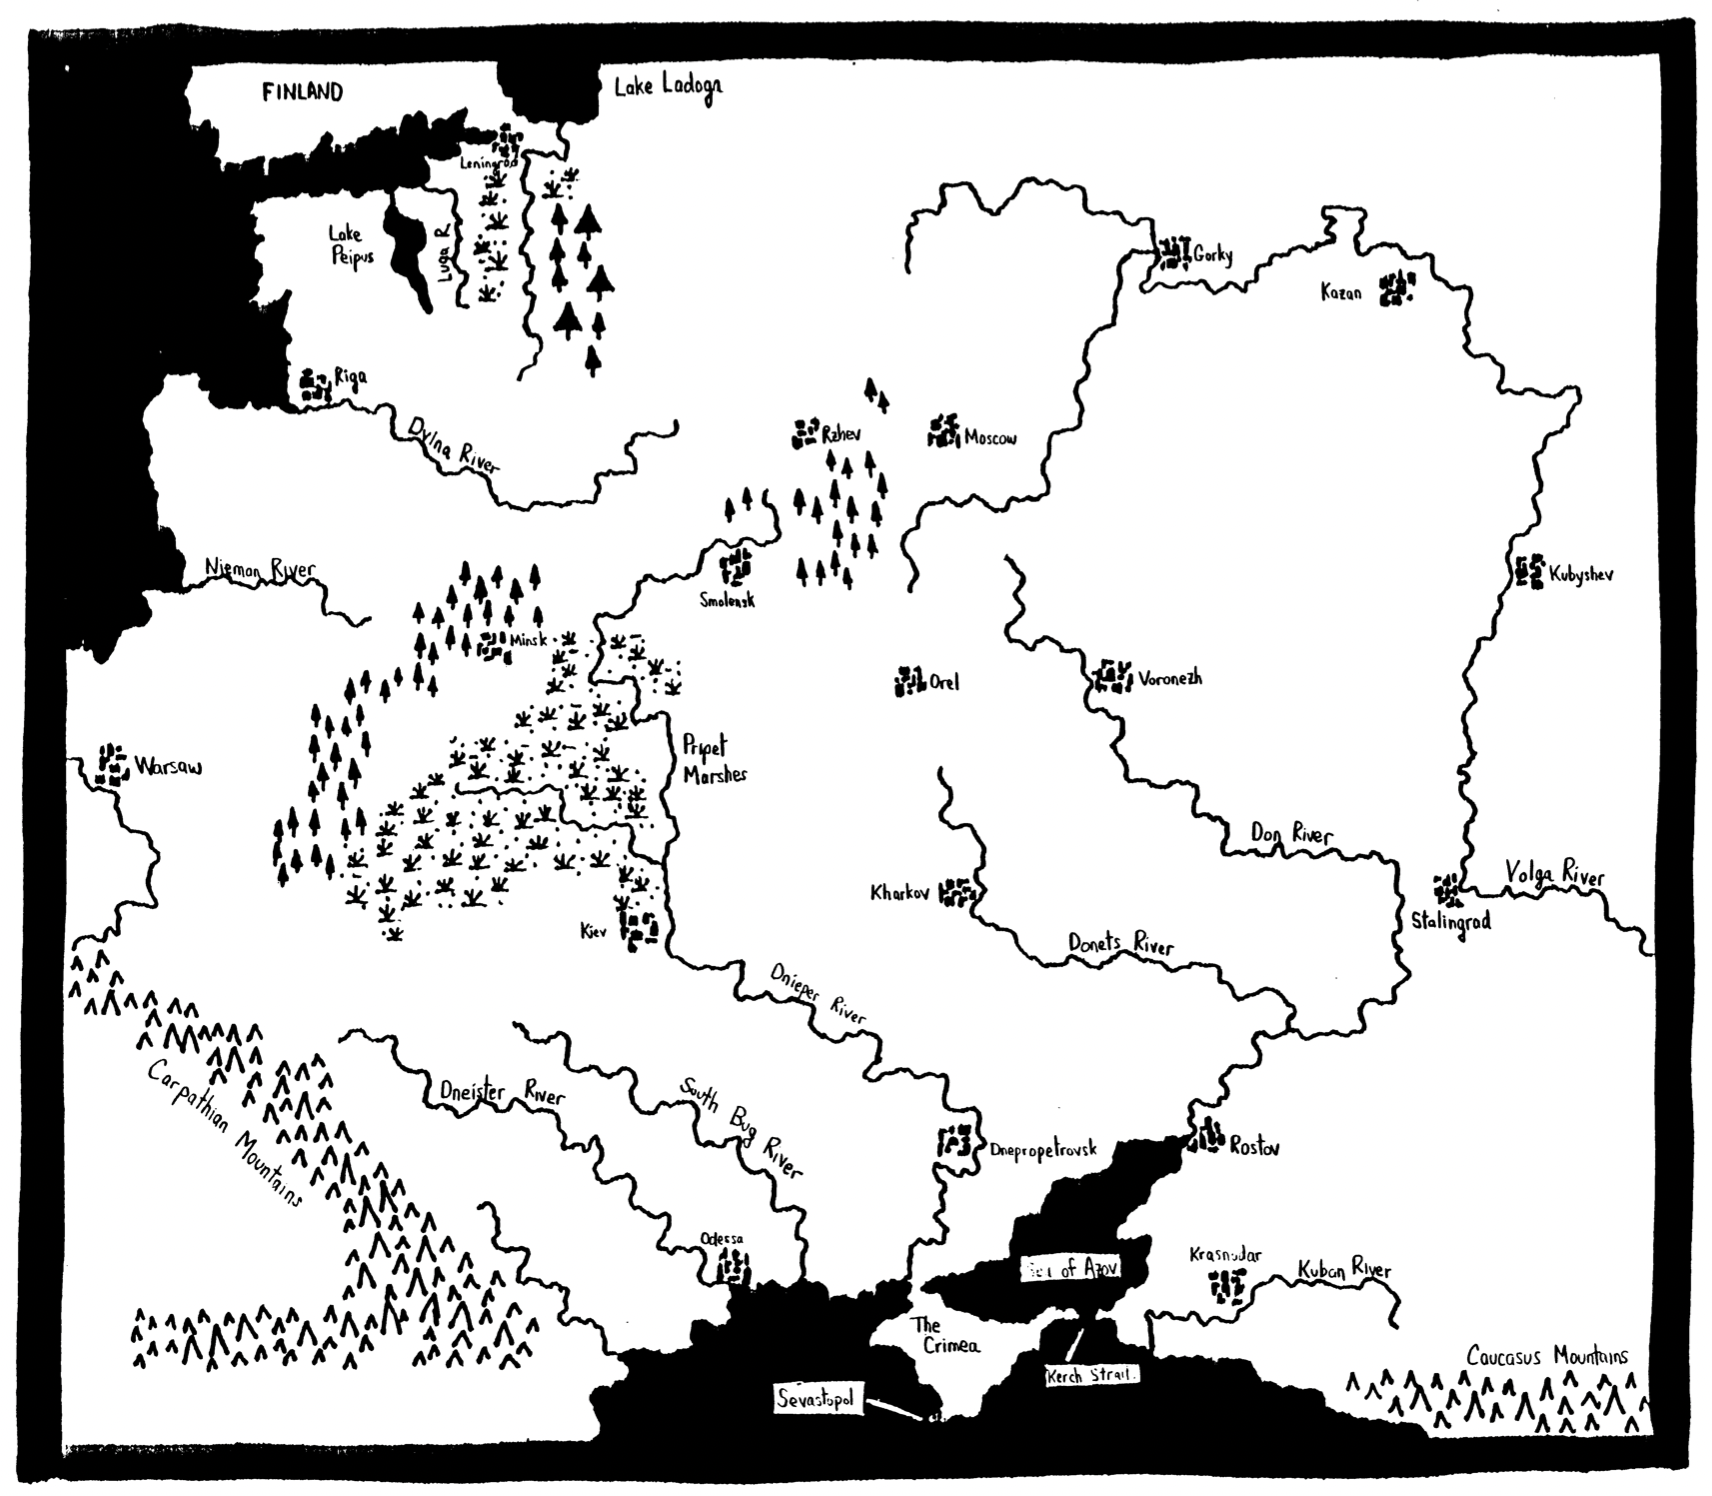 FINLAND
Lake Ladoga
Leningrad
Lake
Peipus
Luga R
Gorky
Kazan
Riga
Dvina River
Rzhev
Moscow
Nieman River
Smolensk
Kubyshev
Minsk
Orel
Voronezh
Pripet
Marshes
Warsaw
Don River
Volga River
Kharkov
Stalingrad
Kiev
Donets River
Dnieper River
Carpathian Mountains
Dneister River
South Bug River
Dnepropetrovsk
Rostov
Odessa
Sea of Azov
Krasnodar
Kuban River
The
Crimea
Kerch Strait.
Caucasus Mountains
Sevastopol